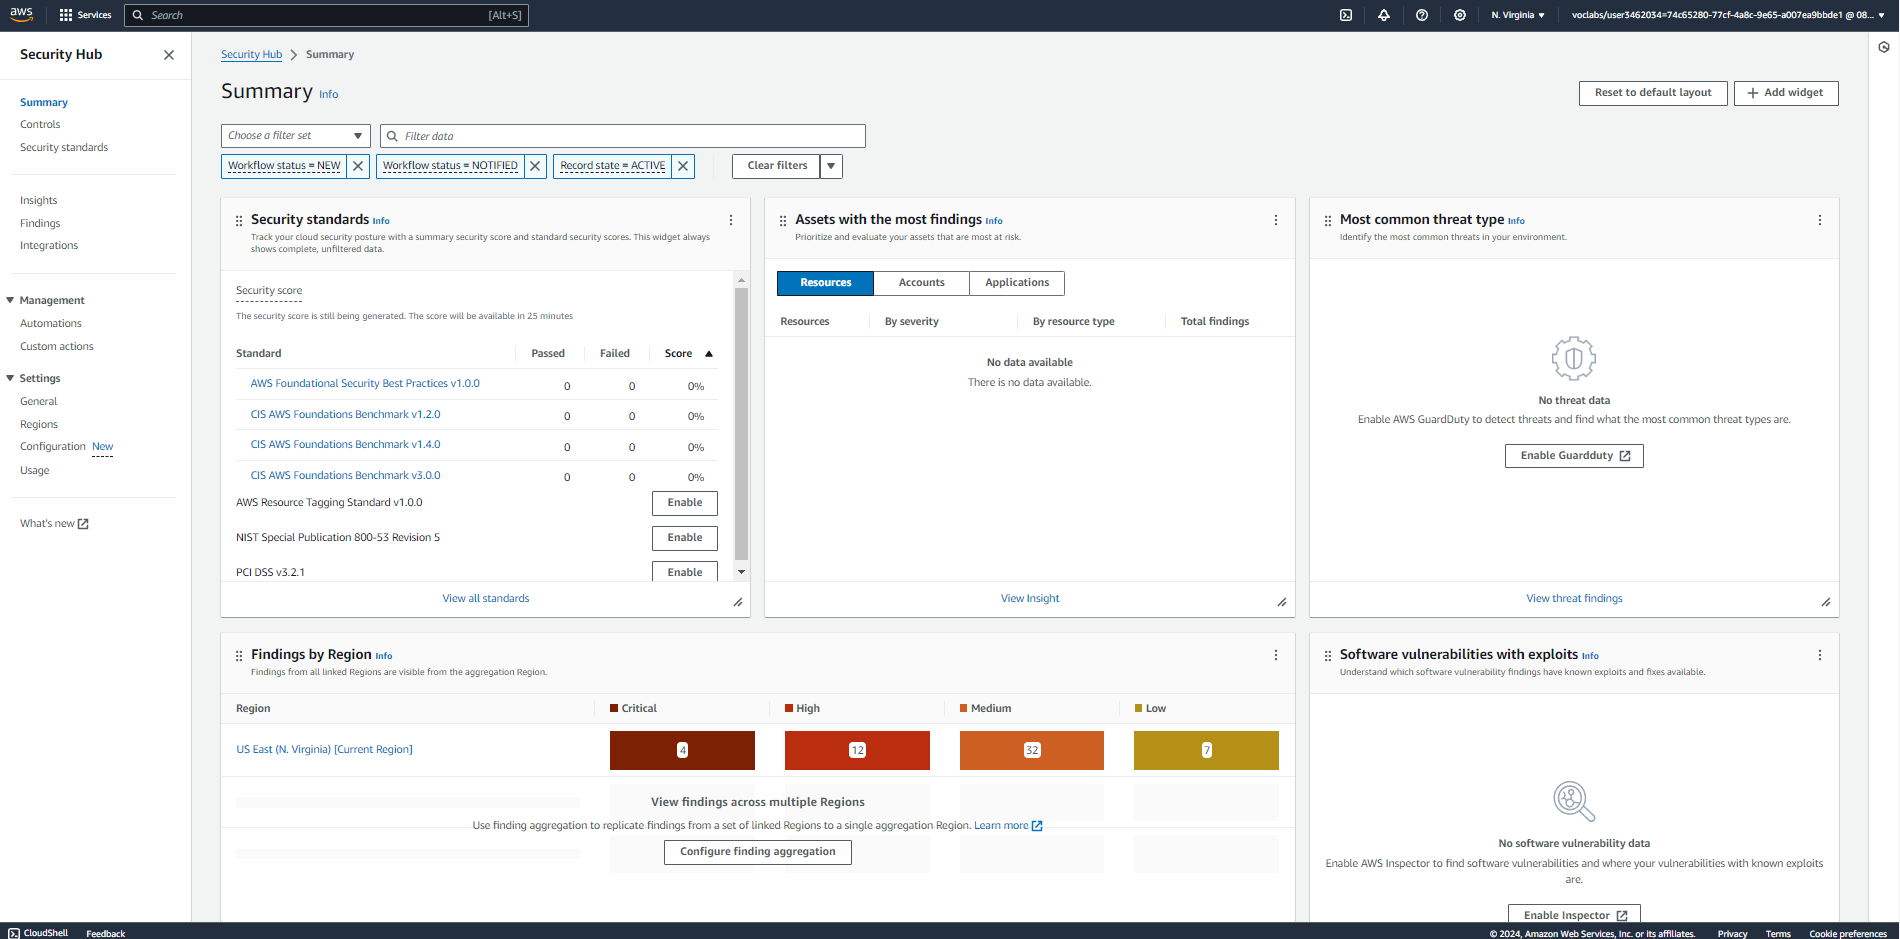 aws
Services
Search
[Alt+S]
N. Virginia
voclabs/user3462034=74c65280-77cf-4a8c-9e65-a007ea9bbde1 @ 08...
Security Hub
Summary
Controls
Security standards
Insights
Findings
Integrations
Management
Automations
Custom actions
Settings
General
Regions
Configuration New
Usage
What's new
Security Hub > Summary
Summary Info
Reset to default layout
+ Add widget
Choose a filter set
Filter data
Workflow status = NEW
Workflow status = NOTIFIED
Record state = ACTIVE
Clear filters
Security standards Info
Track your cloud security posture with a summary security score and standard security scores. This widget always
shows complete, unfiltered data.
Security score
The security score is still being generated. The score will be available in 25 minutes
Standard Passed Failed Score
AWS Foundational Security Best Practices v1.0.0 0 0 0%
CIS AWS Foundations Benchmark v1.2.0 0 0 0%
CIS AWS Foundations Benchmark v1.4.0 0 0 0%
CIS AWS Foundations Benchmark v3.0.0 0 0 0%
AWS Resource Tagging Standard v1.0.0 Enable
NIST Special Publication 800-53 Revision 5 Enable
PCI DSS v3.2.1 Enable
View all standards
Assets with the most findings Info
Prioritize and evaluate your assets that are most at risk.
Resources Accounts Applications
Resources By severity By resource type Total findings
No data available
There is no data available.
View Insight
Most common threat type Info
Identify the most common threats in your environment.
No threat data
Enable AWS GuardDuty to detect threats and find what the most common threat types are.
Enable Guardduty
View threat findings
Findings by Region Info
Findings from all linked Regions are visible from the aggregation Region.
Region Critical High Medium Low
US East (N. Virginia) [Current Region] 4 12 32 7
View findings across multiple Regions
Use finding aggregation to replicate findings from a set of linked Regions to a single aggregation Region. Learn more
Configure finding aggregation
Software vulnerabilities with exploits Info
Understand which software vulnerability findings have known exploits and fixes available.
No software vulnerability data
Enable AWS Inspector to find software vulnerabilities and where your vulnerabilities with known exploits
are.
Enable Inspector
CloudShell Feedback
© 2024, Amazon Web Services, Inc. or its affiliates. Privacy Terms Cookie preferences